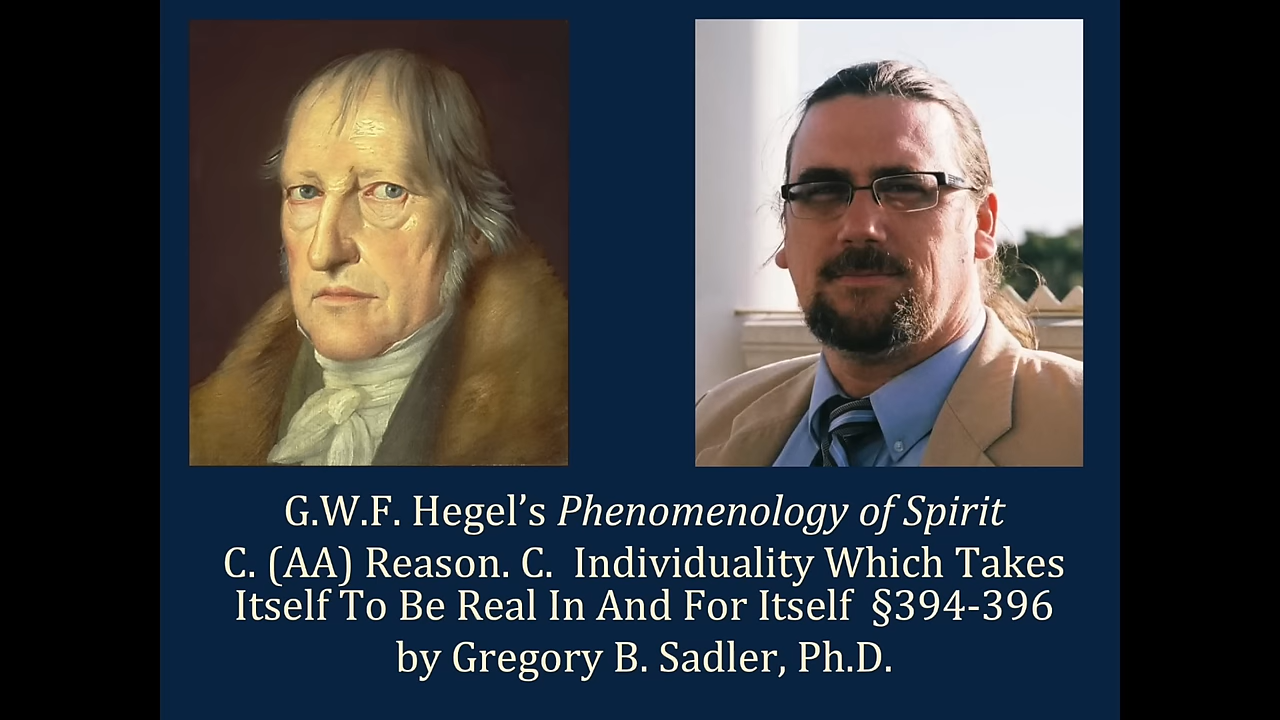 G.W.F. Hegel’s Phenomenology of Spirit
C. (AA) Reason. C.  Individuality Which Takes
Itself To Be Real In And For Itself  §394-396
by Gregory B. Sadler, Ph.D.